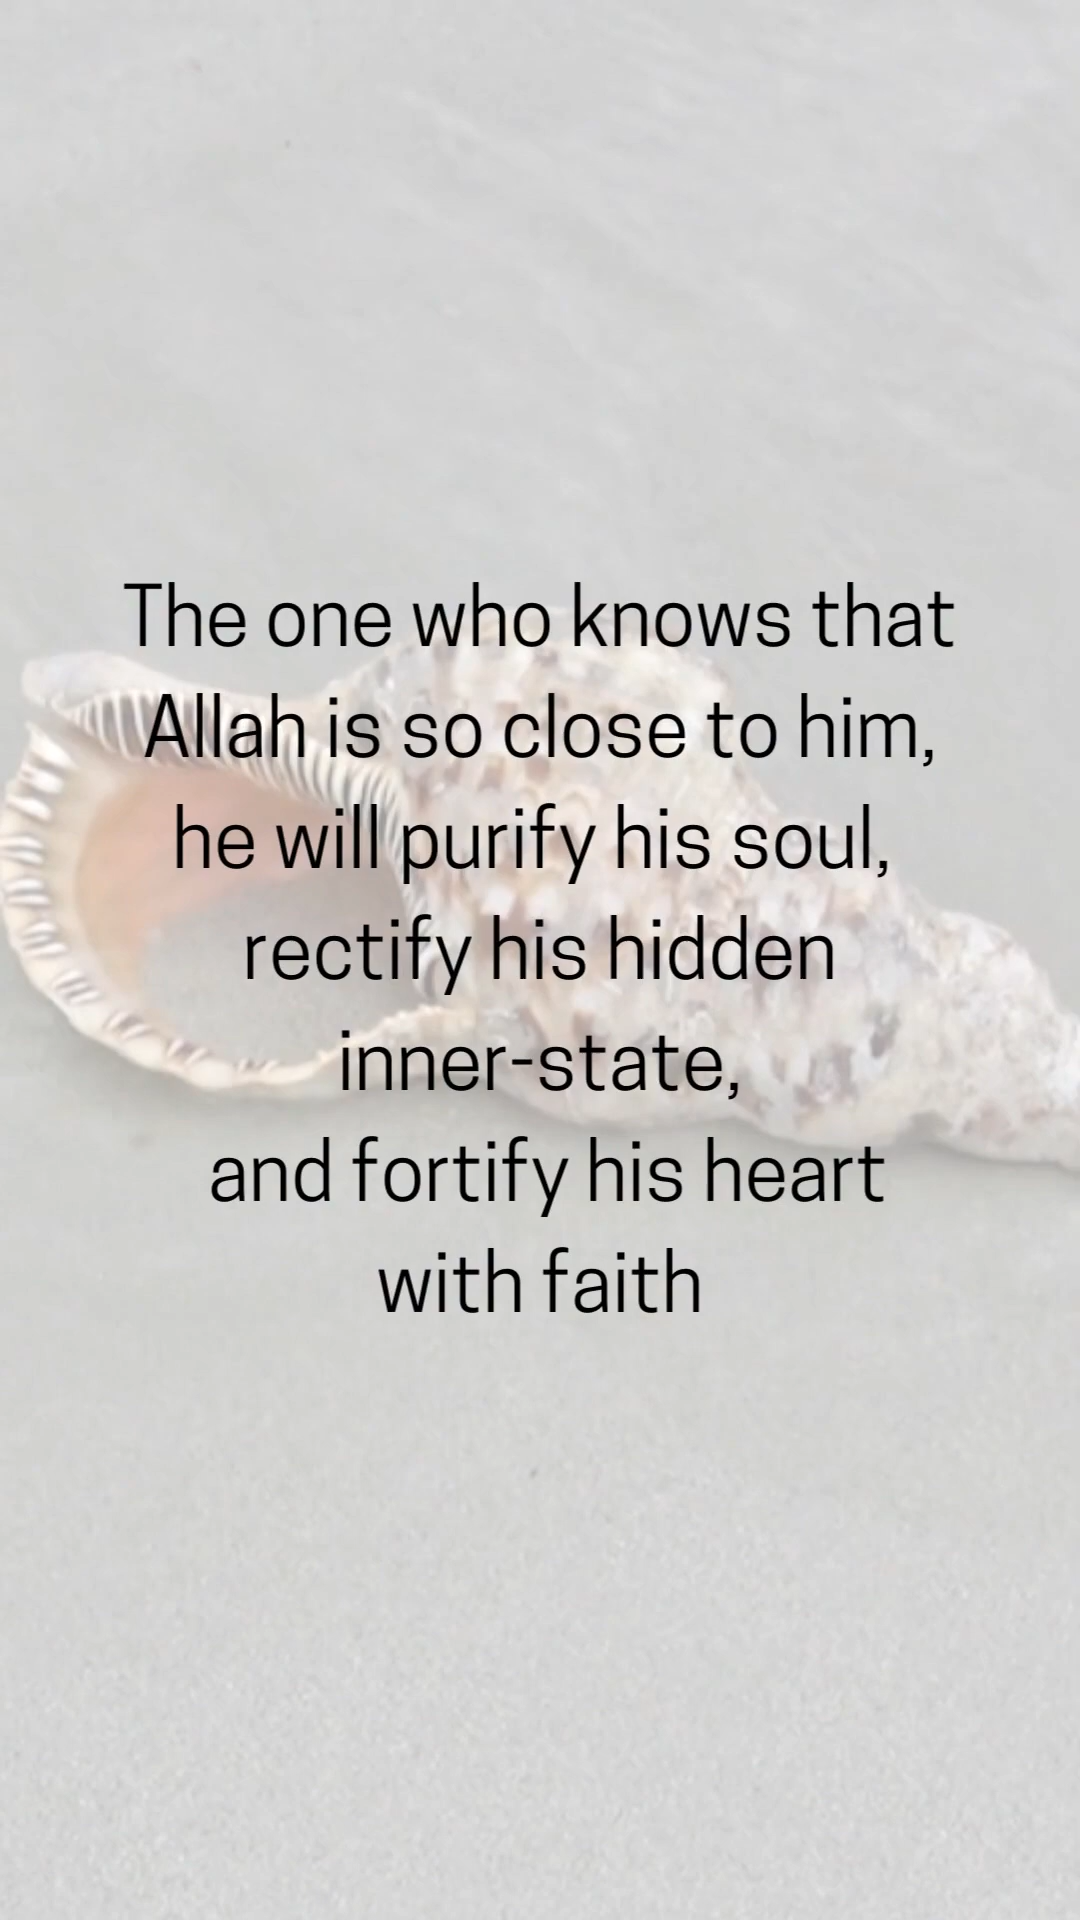 The one who knows that
Allah is so close to him,
he will purify his soul,
rectify his hidden
inner-state,
and fortify his heart
with faith